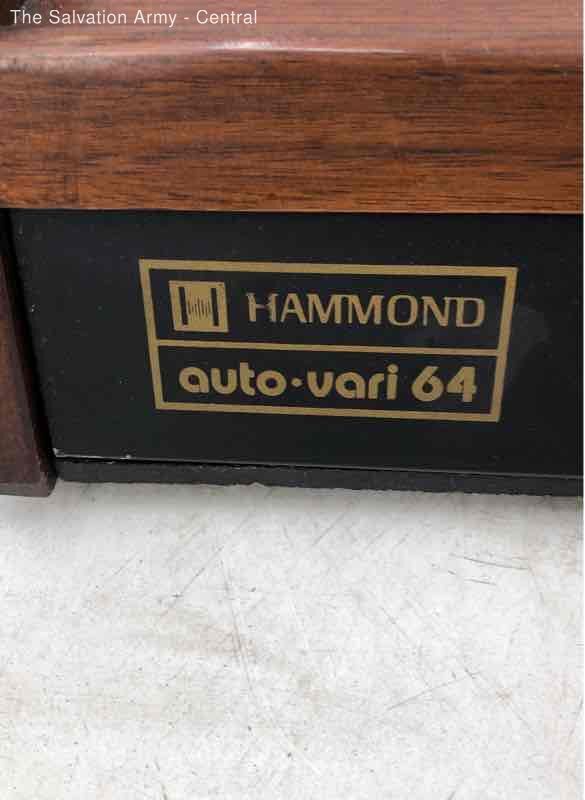 The Salvation Army - Central
HAMMOND
auto·vari 64